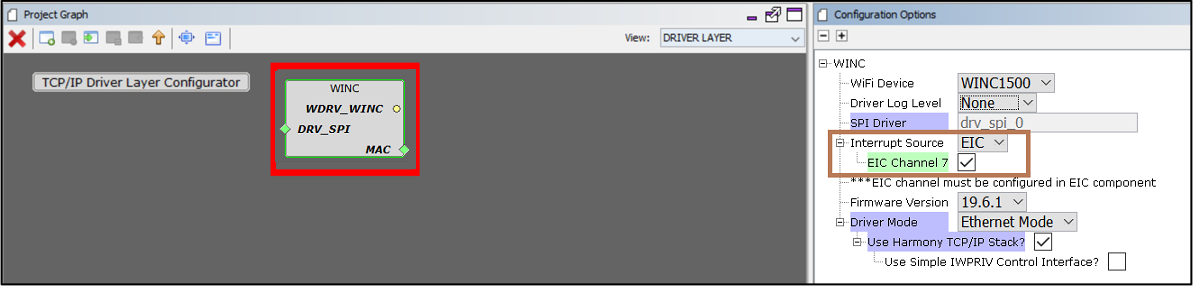 Project Graph
View: DRIVER LAYER
TCP/IP Driver Layer Configurator
WINC
WDRV_WINC
DRV_SPI
MAC
Configuration Options
WINC
WiFi Device WINC1500
Driver Log Level None
SPI Driver drv_spi_0
Interrupt Source EIC
EIC Channel 7
***EIC channel must be configured in EIC component
Firmware Version 19.6.1
Driver Mode Ethernet Mode
Use Harmony TCP/IP Stack?
Use Simple IWPRIV Control Interface?